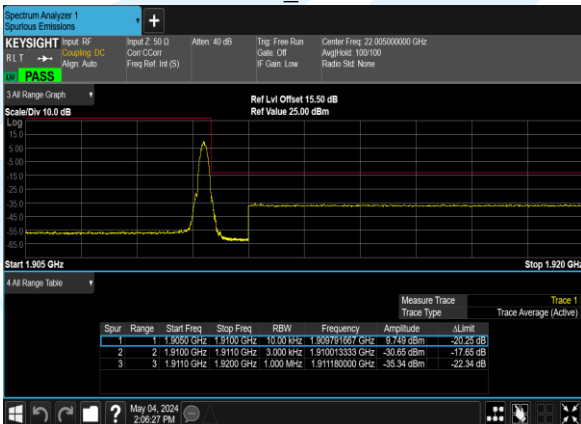 Spectrum Analyzer 1
Spurious Emissions
KEYSIGHT Input: RF Input Z: 50 Ω Atten: 40 dB Trig: Free Run Center Freq: 22.005000000 GHz
RLT Coupling: DC Corr CCorr Gate: Off Avg|Hold: 100/100
Align: Auto Freq Ref: Int (S) IF Gain: Low Radio Std: None
PASS
3 All Range Graph
Ref Lvl Offset 15.50 dB
Scale/Div 10.0 dB Ref Value 25.00 dBm
Log
15.0
5.00
-5.00
-15.0
-25.0
-35.0
-45.0
-55.0
-65.0
Start 1.905 GHz Stop 1.920 GHz
4 All Range Table
Measure Trace Trace 1
Trace Type Trace Average (Active)
Spur Range Start Freq Stop Freq RBW Frequency Amplitude ΔLimit
1 1 1.9050 GHz 1.9100 GHz 10.00 kHz 1.909791667 GHz 9.749 dBm -20.25 dB
2 2 1.9100 GHz 1.9110 GHz 3.000 kHz 1.910013333 GHz -30.65 dBm -17.65 dB
3 3 1.9110 GHz 1.9200 GHz 1.000 MHz 1.911180000 GHz -35.34 dBm -22.34 dB
May 04, 2024
2:06:27 PM